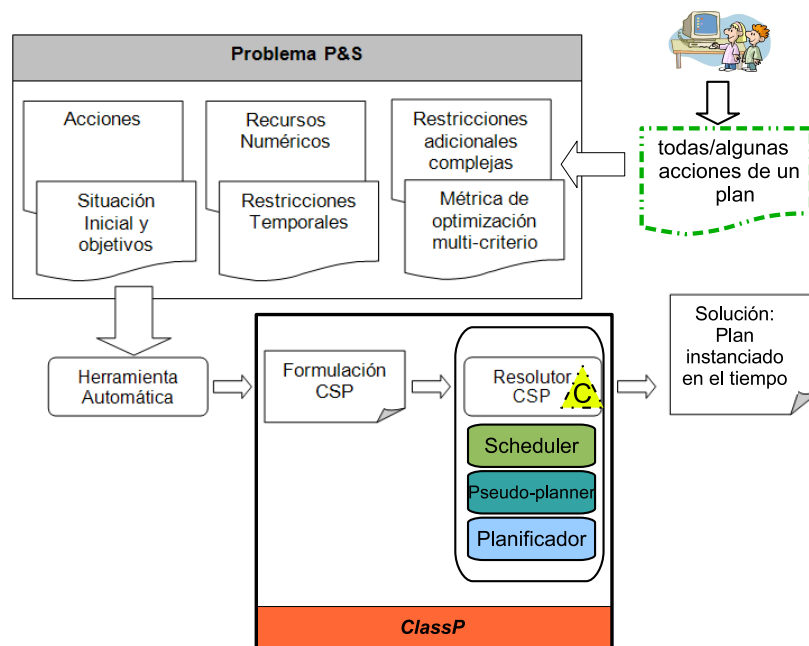 Problema P&S
Acciones
Situación
Inicial y
objetivos
Recursos
Numéricos
Restricciones
Temporales
Restricciones
adicionales
complejas
Métrica de
optimización
multi-criterio
todas/algunas
acciones de un
plan
Herramienta
Automática
Formulación
CSP
Resolutor
CSP
C
Scheduler
Pseudo-planner
Planificador
Solución:
Plan
instanciado
en el tiempo
ClassP